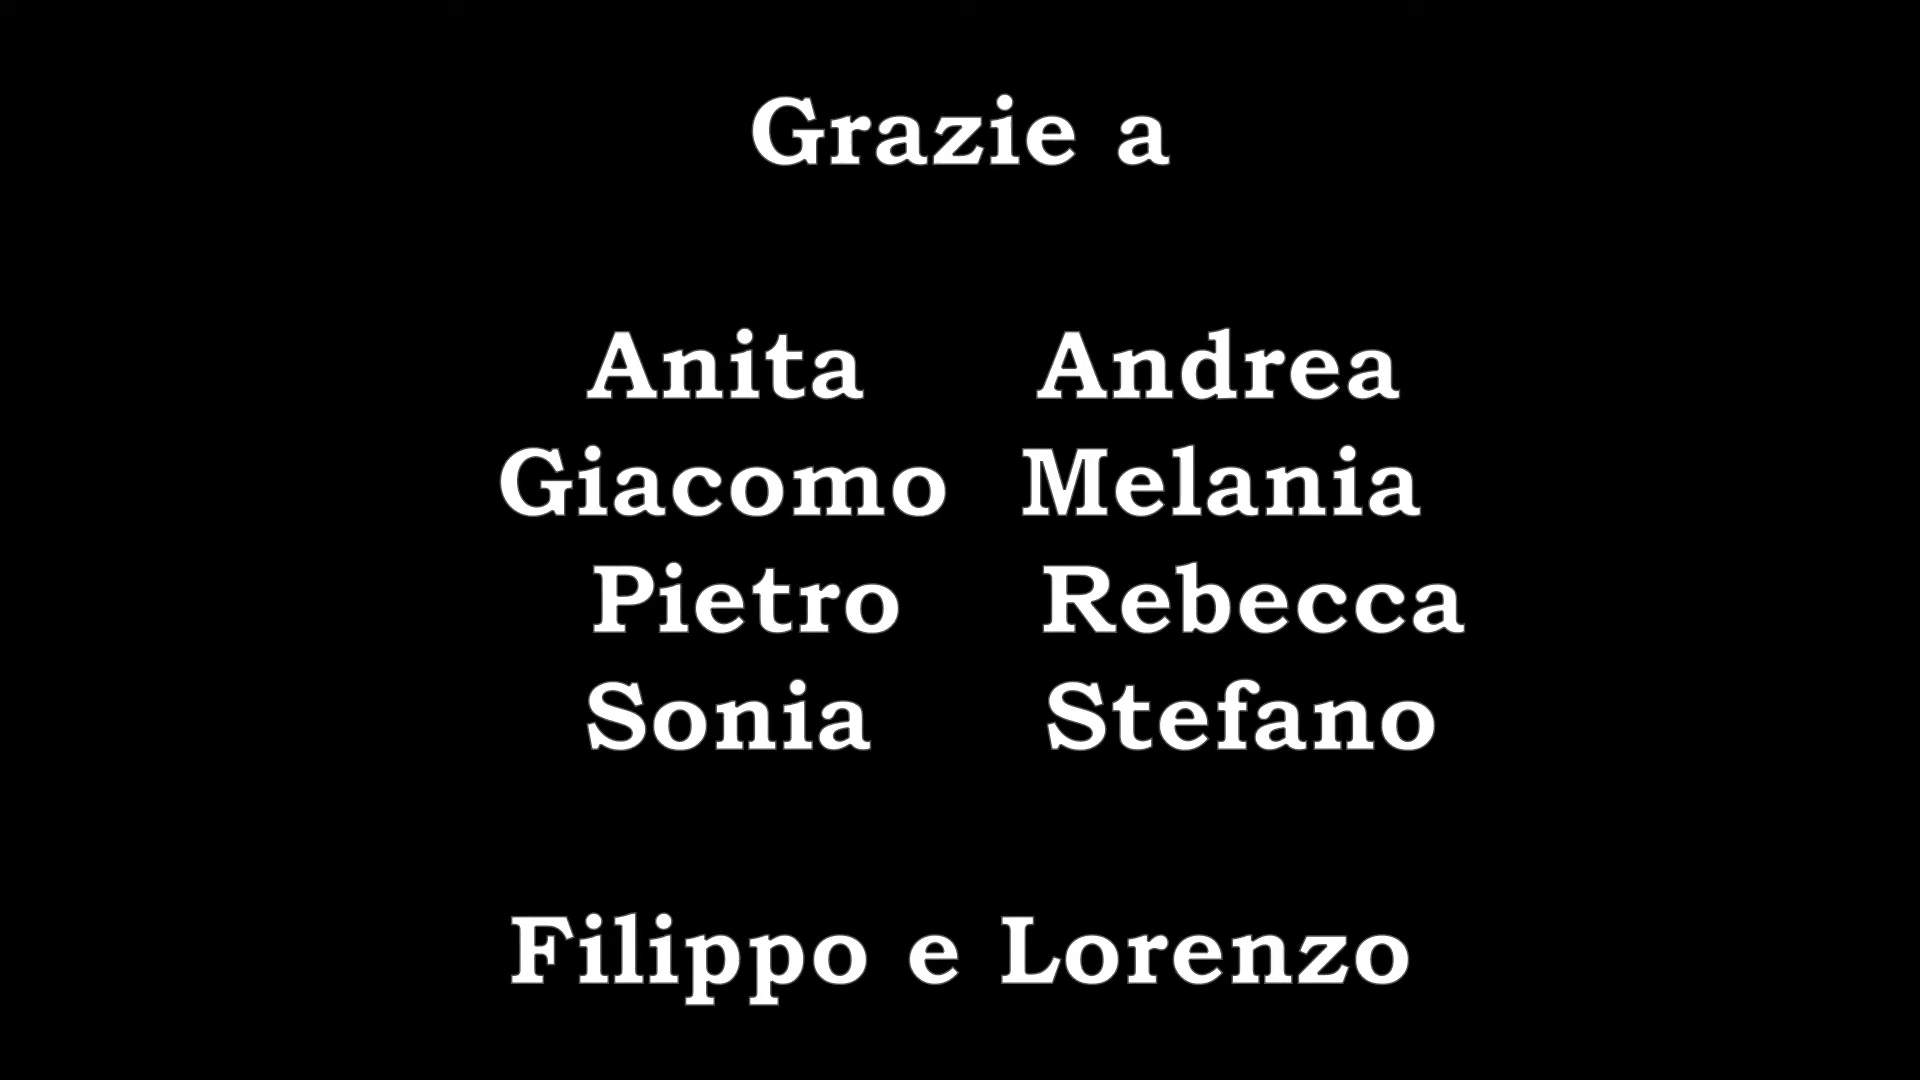 Grazie a
Anita Andrea
Giacomo Melania
Pietro Rebecca
Sonia Stefano
Filippo e Lorenzo